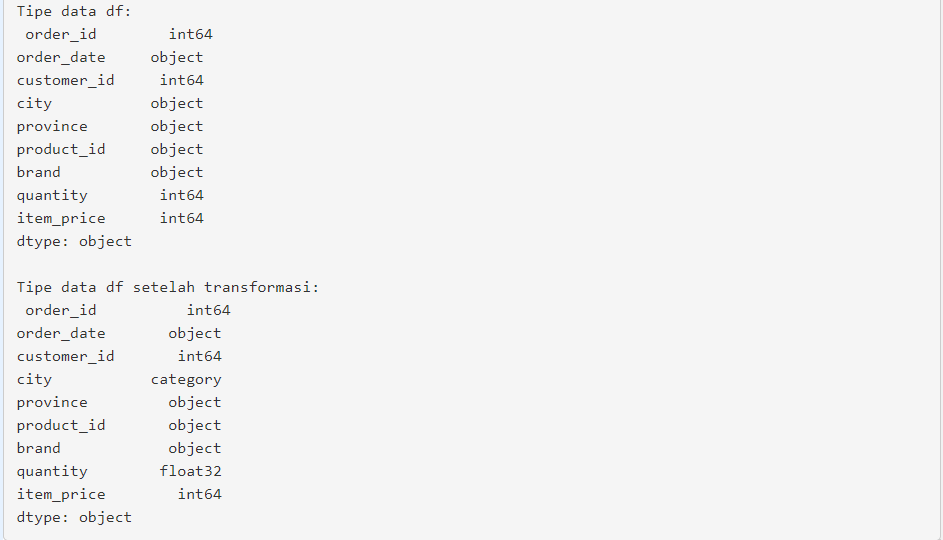 Tipe data df:
 order_id        int64
order_date     object
customer_id     int64
city           object
province       object
product_id     object
brand          object
quantity        int64
item_price      int64
dtype: object

Tipe data df setelah transformasi:
 order_id          int64
order_date       object
customer_id       int64
city           category
province         object
product_id       object
brand            object
quantity        float32
item_price        int64
dtype: object